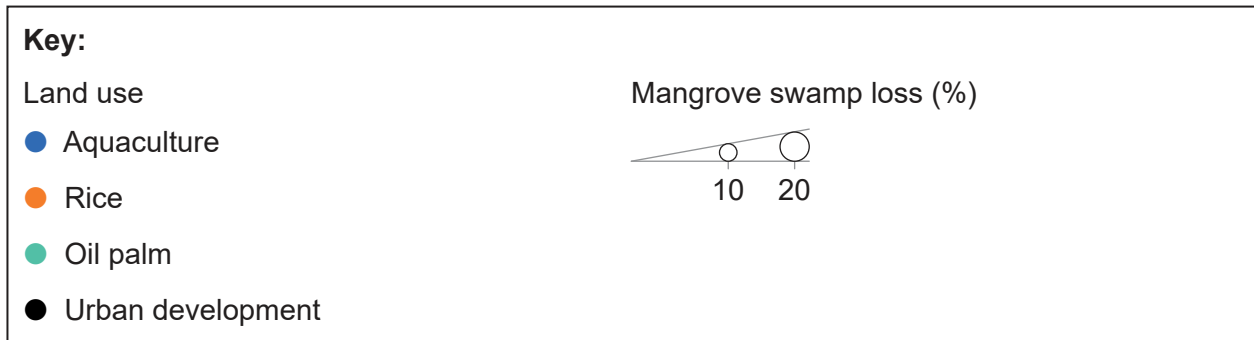 Key:
Land use
Aquaculture
Rice
Oil palm
Urban development
Mangrove swamp loss (%)
10 20